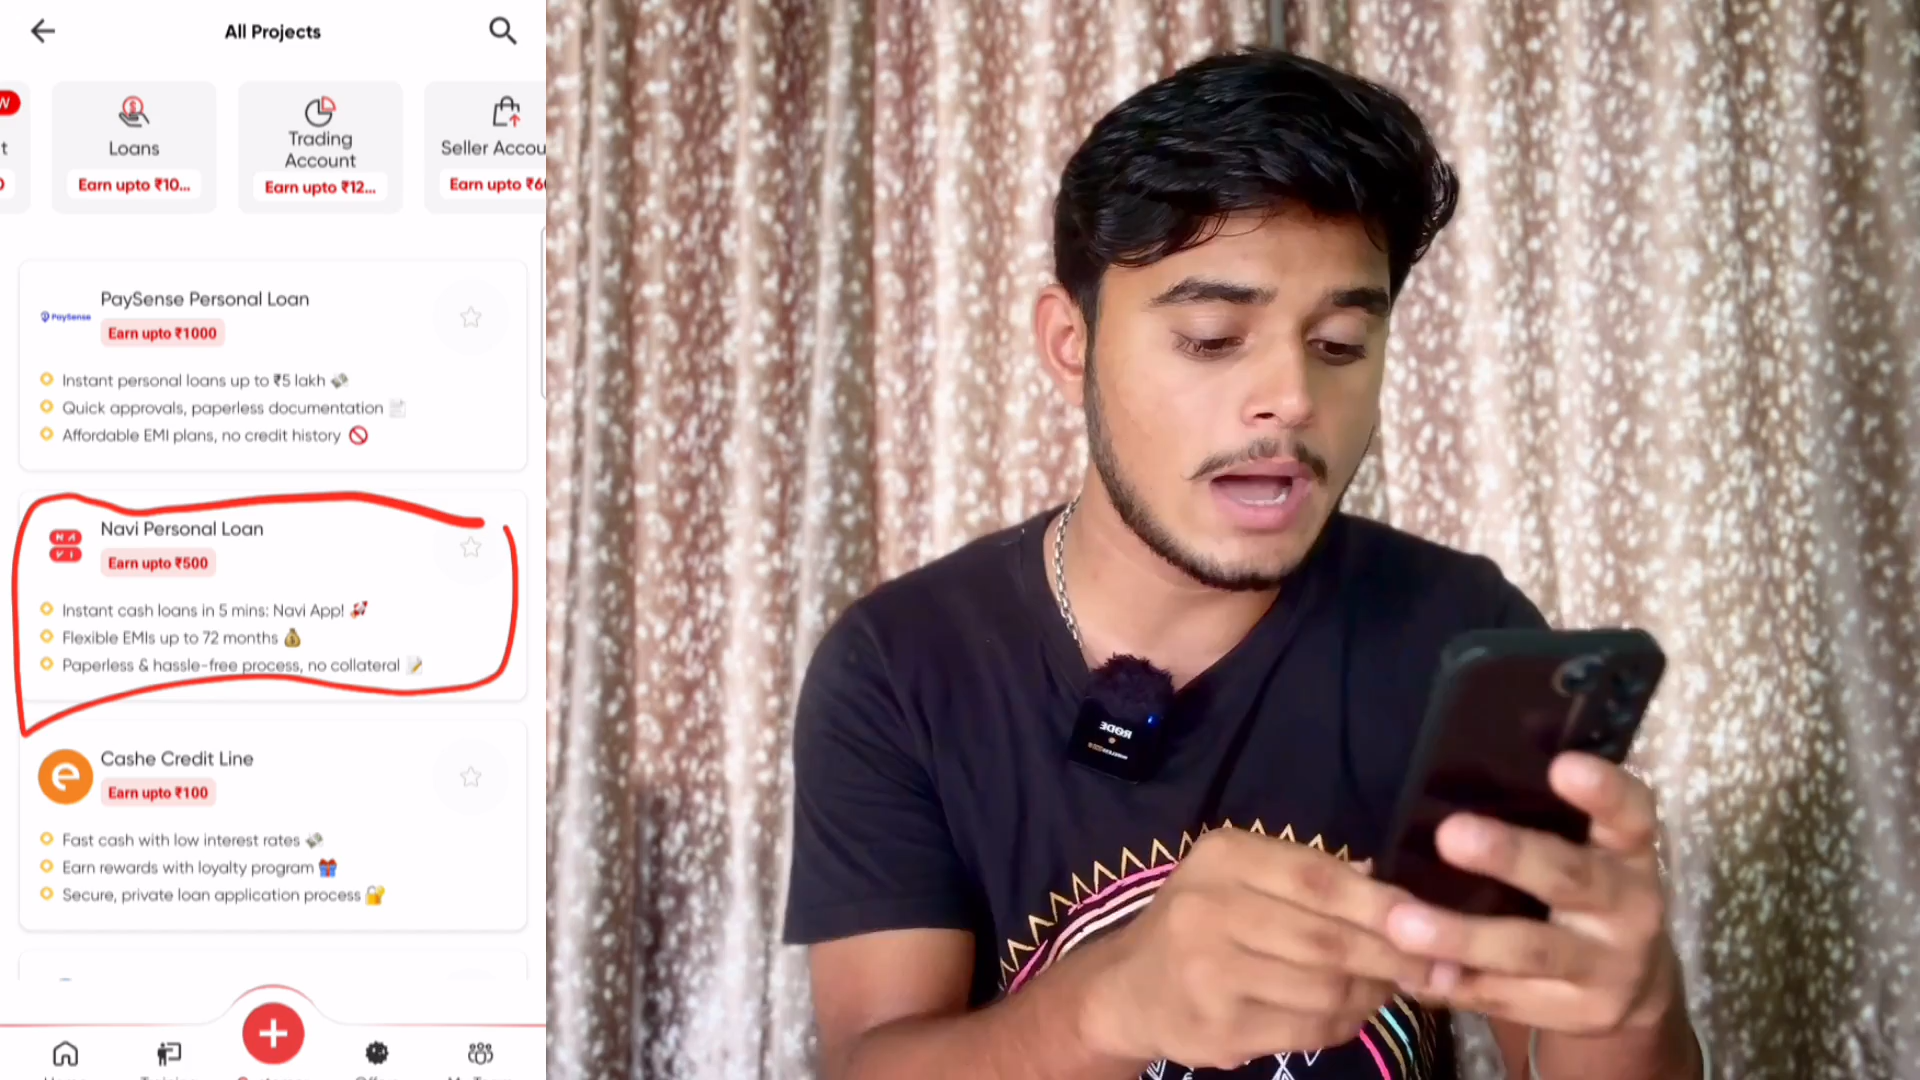 All Projects
Loans
Earn upto ₹10...
Trading
Account
Earn upto ₹12...
Seller Accou
Earn upto ₹6
PaySense Personal Loan
PaySense
Earn upto ₹1000
Instant personal loans up to ₹5 lakh
Quick approvals, paperless documentation
Affordable EMI plans, no credit history
Navi Personal Loan
NAVI
Earn upto ₹500
Instant cash loans in 5 mins: Navi App!
Flexible EMIs up to 72 months
Paperless & hassle-free process, no collateral
Cashe Credit Line
Earn upto ₹100
Fast cash with low interest rates
Earn rewards with loyalty program
Secure, private loan application process
RØDE